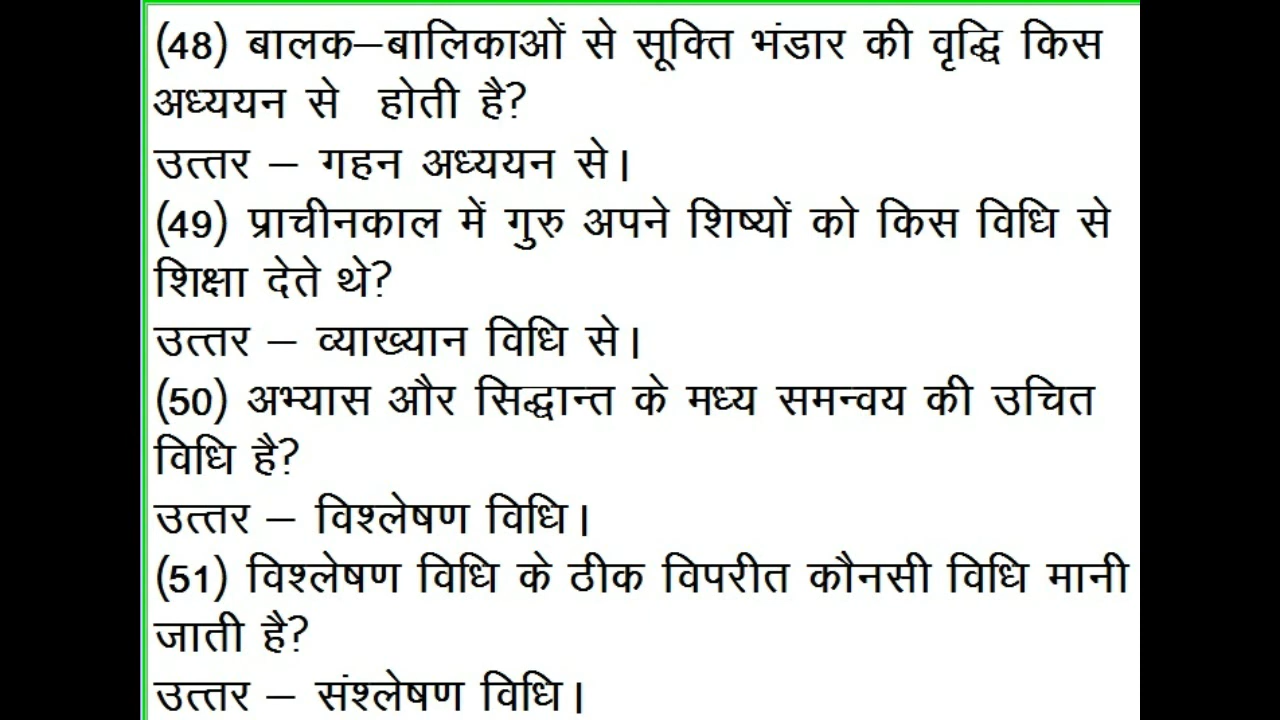 (48) बालक–बालिकाओं से सूक्ति भंडार की वृद्धि किस
अध्ययन से होती है?
उत्तर – गहन अध्ययन से।
(49) प्राचीनकाल में गुरु अपने शिष्यों को किस विधि से
शिक्षा देते थे?
उत्तर – व्याख्यान विधि से।
(50) अभ्यास और सिद्धान्त के मध्य समन्वय की उचित
विधि है?
उत्तर – विश्लेषण विधि।
(51) विश्लेषण विधि के ठीक विपरीत कौनसी विधि मानी
जाती है?
उत्तर – संश्लेषण विधि।